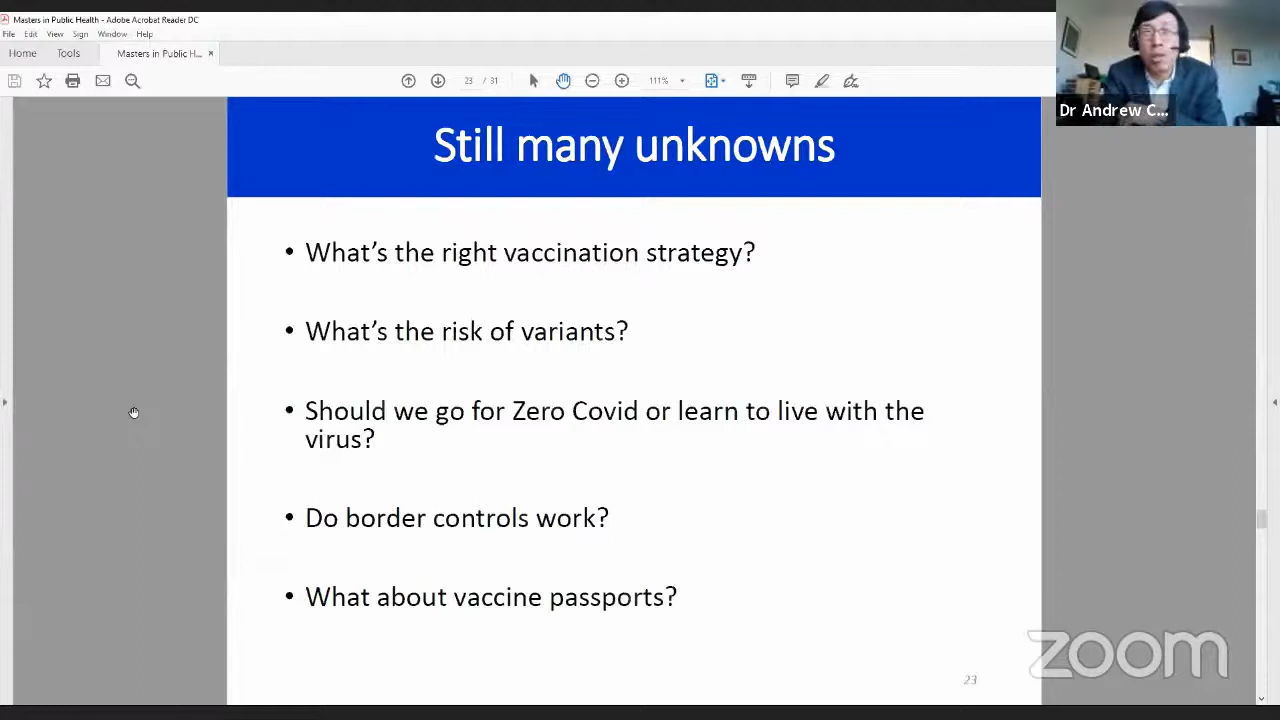 Masters in Public Health - Adobe Acrobat Reader DC
File Edit View Sign Window Help
Home Tools Masters in Public H... ×
23 / 31 111%
Dr Andrew C...
Still many unknowns
• What's the right vaccination strategy?
• What's the risk of variants?
• Should we go for Zero Covid or learn to live with the
virus?
• Do border controls work?
• What about vaccine passports?
23
zoom